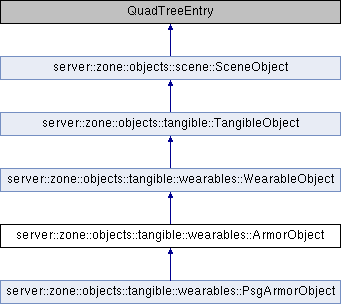 QuadTreeEntry
server::zone::objects::scene::SceneObject
server::zone::objects::tangible::TangibleObject
server::zone::objects::tangible::wearables::WearableObject
server::zone::objects::tangible::wearables::ArmorObject
server::zone::objects::tangible::wearables::PsgArmorObject